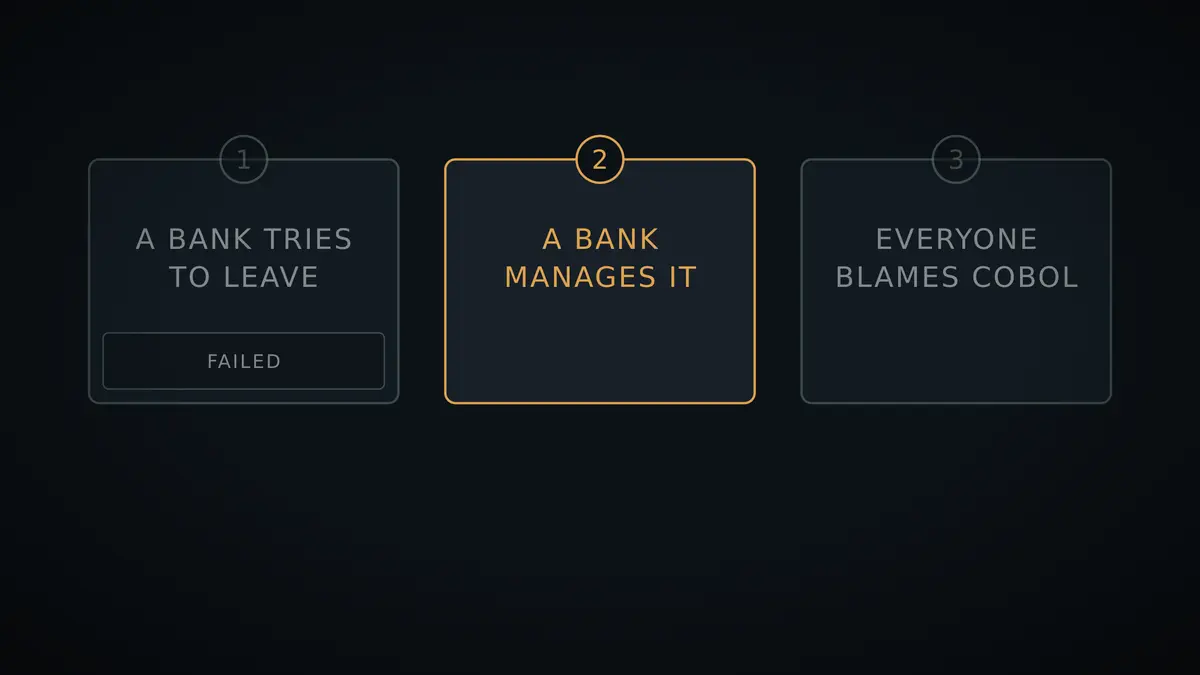 1
A BANK TRIES
TO LEAVE
FAILED
2
A BANK
MANAGES IT
3
EVERYONE
BLAMES COBOL